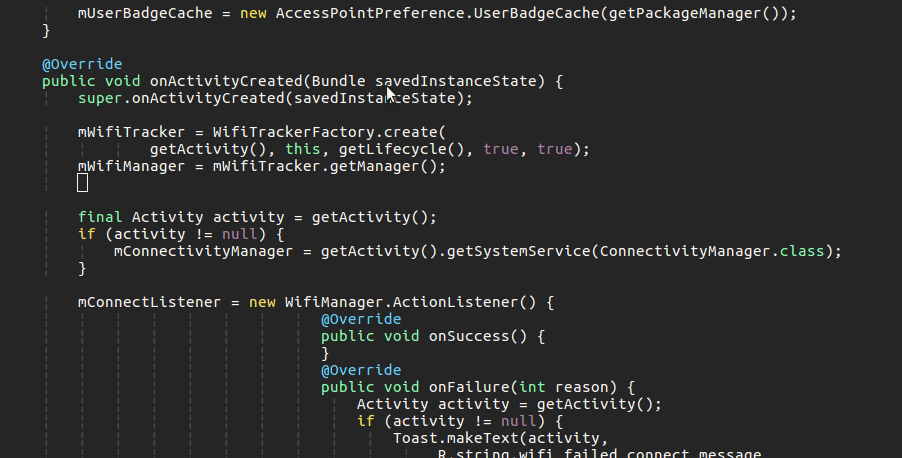 mUserBadgeCache = new AccessPointPreference.UserBadgeCache(getPackageManager());
}
@Override
public void onActivityCreated(Bundle savedInstanceState) {
super.onActivityCreated(savedInstanceState);
mWifiTracker = WifiTrackerFactory.create(
getActivity(), this, getLifecycle(), true, true);
mWifiManager = mWifiTracker.getManager();
final Activity activity = getActivity();
if (activity != null) {
mConnectivityManager = getActivity().getSystemService(ConnectivityManager.class);
}
mConnectListener = new WifiManager.ActionListener() {
@Override
public void onSuccess() {
}
@Override
public void onFailure(int reason) {
Activity activity = getActivity();
if (activity != null) {
Toast.makeText(activity,
R.string.wifi_failed_connect_message,